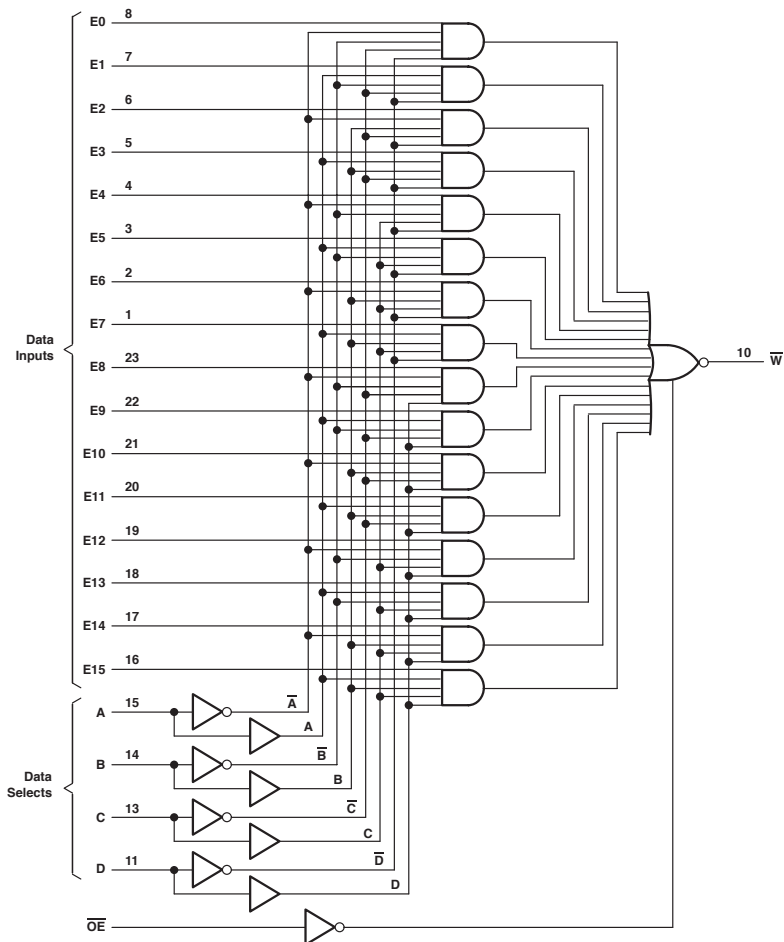 E0 8
E1 7
E2 6
E3 5
E4 4
E5 3
E6 2
E7 1
Data
Inputs
E8 23
E9 22
E10 21
E11 20
E12 19
E13 18
E14 17
E15 16
10 W̅
A 15
A̅
A
B 14
B̅
B
Data
Selects
C 13
C̅
C
D 11
D̅
D
O̅E̅